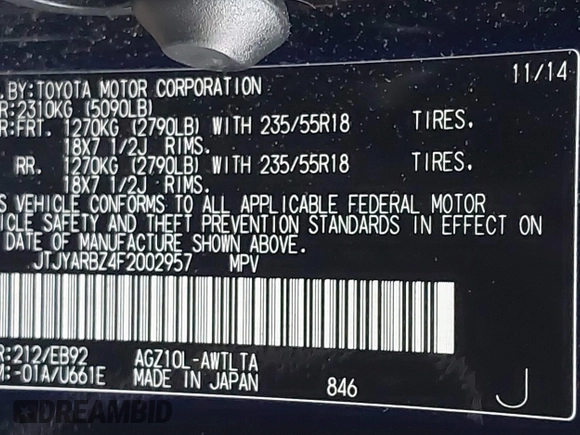 .BY:TOYOTA MOTOR CORPORATION 11/14
R:2310KG (5090LB)
R:FRT. 1270KG (2790LB) WITH 235/55R18 TIRES.
18X7 1/2J RIMS.
RR. 1270KG (2790LB) WITH 235/55R18 TIRES.
18X7 1/2J RIMS.
S VEHICLE CONFORMS TO ALL APPLICABLE FEDERAL MOTOR
ICLE SAFETY AND THEFT PREVENTION STANDARDS IN EFFECT ON
DATE OF MANUFACTURE SHOWN ABOVE.
JTJYARBZ4F2002957 MPV
R:212/EB92 AGZ10L-AWTLTA
M:-01A/U661E MADE IN JAPAN 846 J
DREAMBID